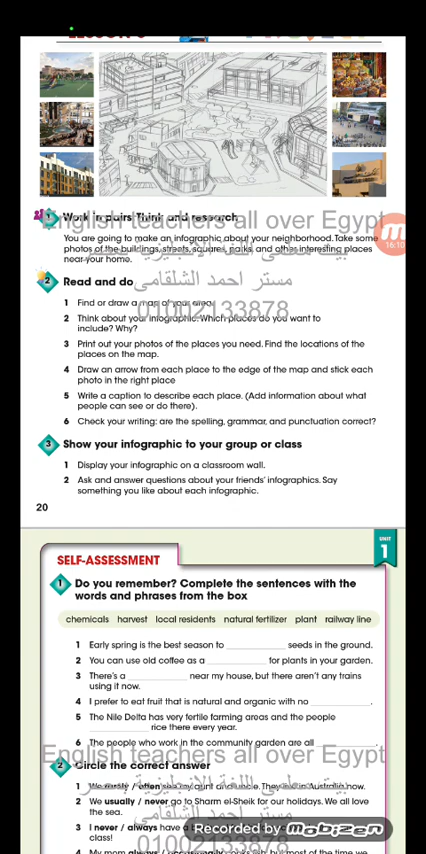 16:10
1 Work in pairs. Think and research
English teachers all over Egypt
You are going to make an infographic about your neighborhood. Take some
photos of the buildings, streets, squares, parks, and other interesting places
near your home.
2 Read and do
مستر احمد الشلقامى
1 Find or draw a map of your area.
01002133878
2 Think about your infographic. Which places do you want to
include? Why?
3 Print out your photos of the places you need. Find the locations of the
places on the map.
4 Draw an arrow from each place to the edge of the map and stick each
photo in the right place
5 Write a caption to describe each place. (Add information about what
people can see or do there).
6 Check your writing: are the spelling, grammar, and punctuation correct?
3 Show your infographic to your group or class
1 Display your infographic on a classroom wall.
2 Ask and answer questions about your friends' infographics. Say
something you like about each infographic.
20
UNIT
1
SELF-ASSESSMENT
1 Do you remember? Complete the sentences with the
words and phrases from the box
chemicals harvest local residents natural fertilizer plant railway line
1 Early spring is the best season to ____________ seeds in the ground.
2 You can use old coffee as a ____________ for plants in your garden.
3 There's a ____________ near my house, but there aren't any trains
using it now.
4 I prefer to eat fruit that is natural and organic with no ____________.
5 The Nile Delta has very fertile farming areas and the people
____________ rice there every year.
6 The people who work in the community garden are all ____________.
English teachers all over Egypt
2 Circle the correct answer
1 We rarely / often see my aunt and uncle. They live in Australia now.
2 We usually / never go to Sharm el-Sheik for our holidays. We all love
the sea.
3 I never / always have a
Recorded by mobizen
class!
01002133878